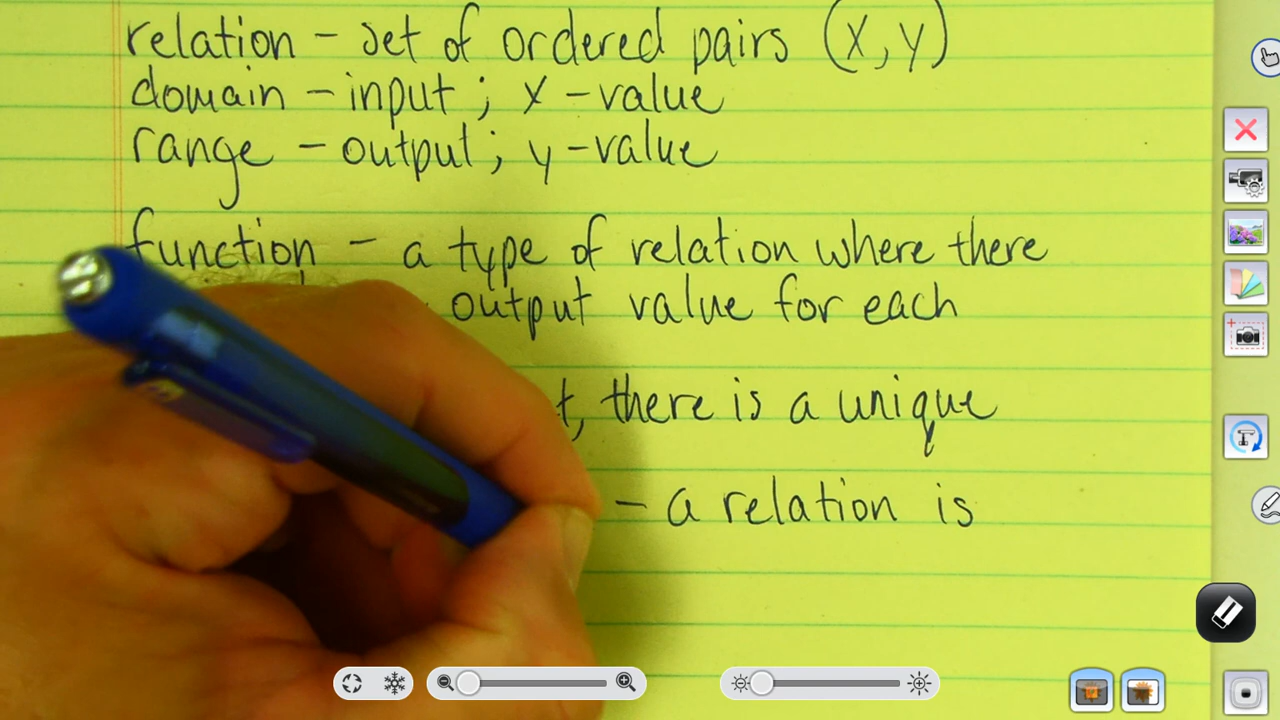 relation - set of ordered pairs (x, y)
domain - input ; x - value
range - output ; y - value
function - a type of relation where there
output value for each
there is a unique
- a relation is